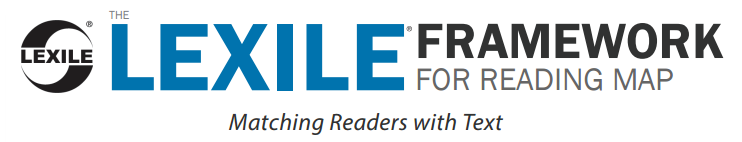 LEXILE®
THE
LEXILE® FRAMEWORK
FOR READING MAP
Matching Readers with Text